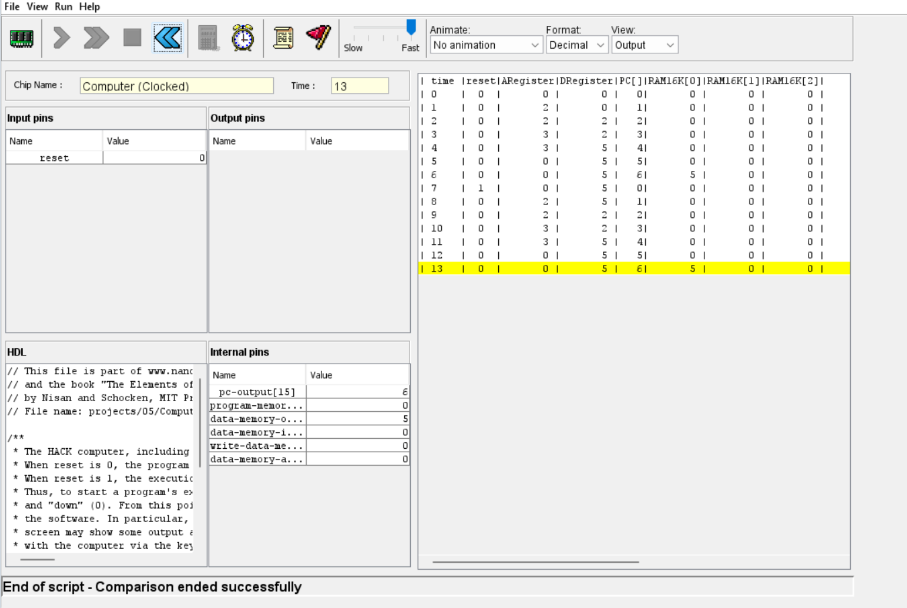 File View Run Help
Slow Fast
Animate: Format: View:
No animation Decimal Output
Chip Name : Computer (Clocked) Time : 13
Input pins
Name Value
reset 0
Output pins
Name Value
HDL
// This file is part of www.nand
// and the book "The Elements of
// by Nisan and Schocken, MIT Pr
// File name: projects/05/Comput
/**
* The HACK computer, including
* When reset is 0, the program
* When reset is 1, the executio
* Thus, to start a program's ex
* and "down" (0). From this poi
* the software. In particular,
* screen may show some output a
* with the computer via the key
Internal pins
Name Value
pc-output[15] 6
program-memor... 0
data-memory-o... 5
data-memory-i... 0
write-data-me... 0
data-memory-a... 0
| time |reset|ARegister|DRegister|PC[]|RAM16K[0]|RAM16K[1]|RAM16K[2]|
| 0 | 0 | 0 | 0 | 0| 0 | 0 | 0 |
| 1 | 0 | 2 | 0 | 1| 0 | 0 | 0 |
| 2 | 0 | 2 | 2 | 2| 0 | 0 | 0 |
| 3 | 0 | 3 | 2 | 3| 0 | 0 | 0 |
| 4 | 0 | 3 | 5 | 4| 0 | 0 | 0 |
| 5 | 0 | 0 | 5 | 5| 0 | 0 | 0 |
| 6 | 0 | 0 | 5 | 6| 5 | 0 | 0 |
| 7 | 1 | 0 | 5 | 0| 0 | 0 | 0 |
| 8 | 0 | 2 | 5 | 1| 0 | 0 | 0 |
| 9 | 0 | 2 | 2 | 2| 0 | 0 | 0 |
| 10 | 0 | 3 | 2 | 3| 0 | 0 | 0 |
| 11 | 0 | 3 | 5 | 4| 0 | 0 | 0 |
| 12 | 0 | 0 | 5 | 5| 0 | 0 | 0 |
| 13 | 0 | 0 | 5 | 6| 5 | 0 | 0 |
End of script - Comparison ended successfully